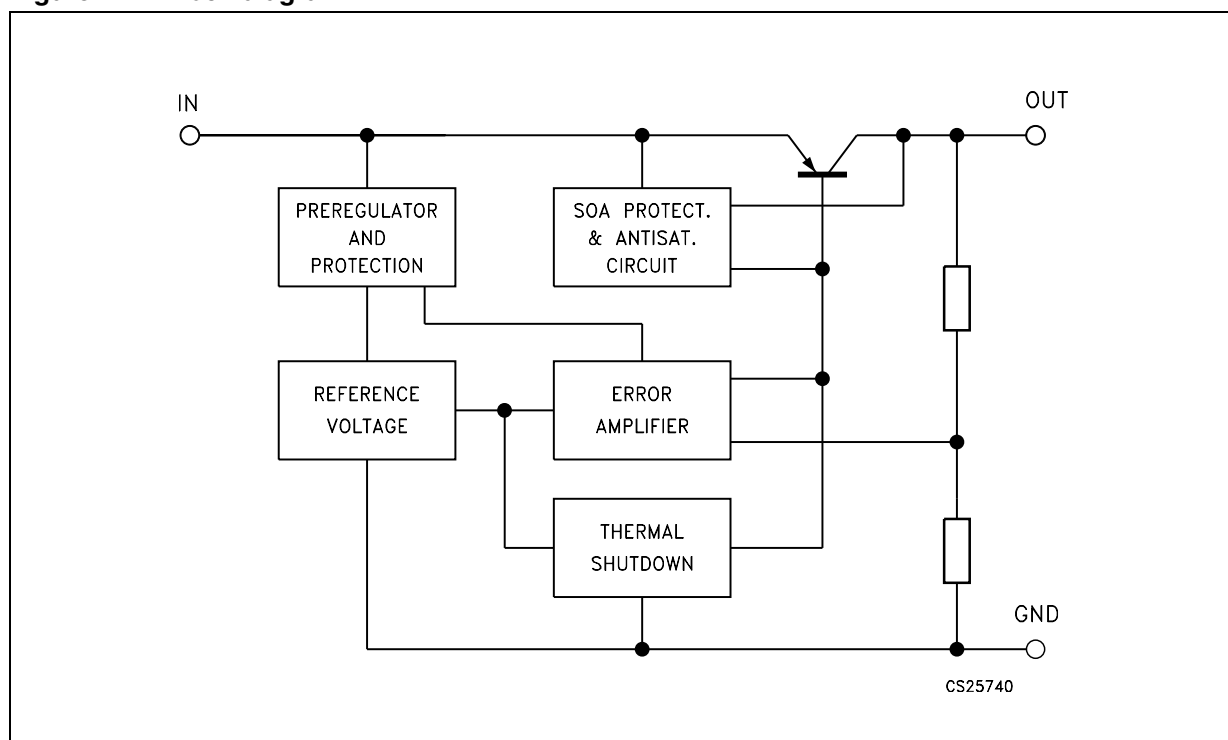 IN
OUT
PREREGULATOR
AND
PROTECTION
SOA PROTECT.
& ANTISAT.
CIRCUIT
REFERENCE
VOLTAGE
ERROR
AMPLIFIER
THERMAL
SHUTDOWN
GND
CS25740